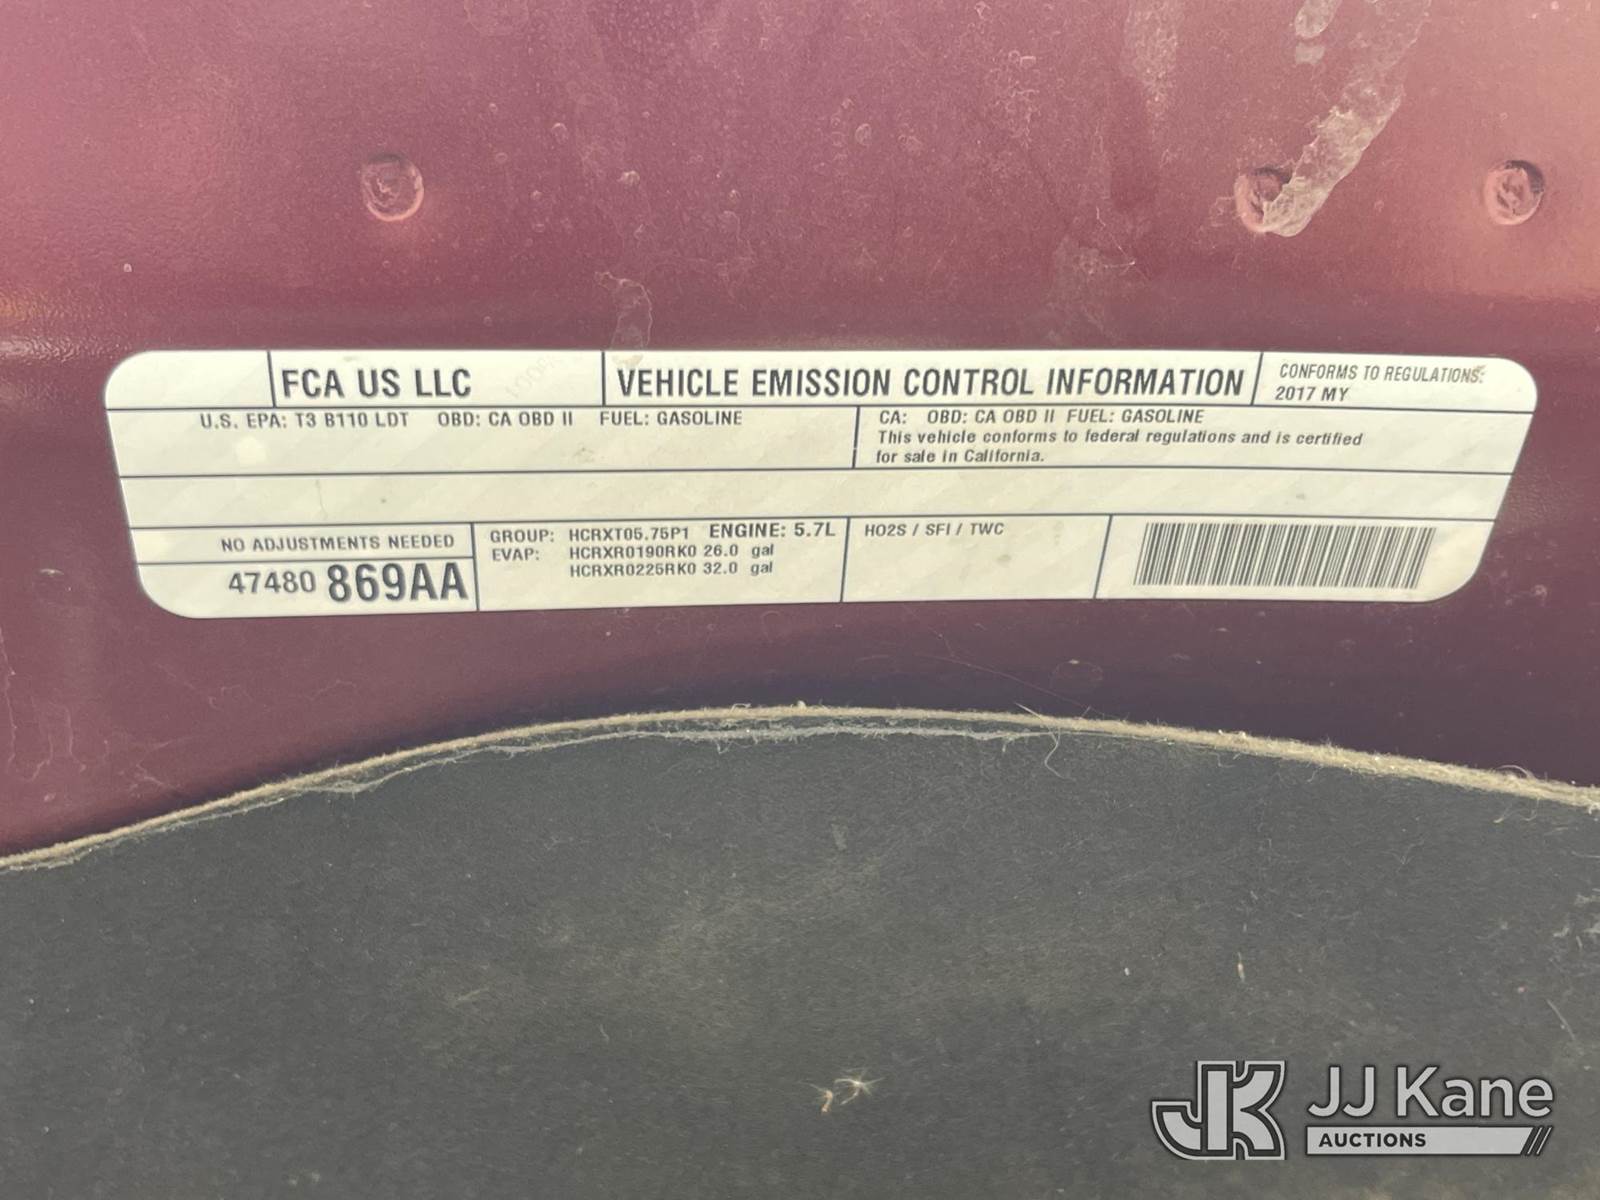 FCA US LLC
VEHICLE EMISSION CONTROL INFORMATION
CONFORMS TO REGULATIONS:
2017 MY
U.S. EPA: T3 B110 LDT OBD: CA OBD II FUEL: GASOLINE
CA: OBD: CA OBD II FUEL: GASOLINE
This vehicle conforms to federal regulations and is certified
for sale in California.
NO ADJUSTMENTS NEEDED
47480 869AA
GROUP: HCRXT05.75P1 ENGINE: 5.7L
EVAP: HCRXR0190RK0 26.0 gal
HCRXR0225RK0 32.0 gal
HO2S / SFI / TWC
JK JJ Kane
AUCTIONS